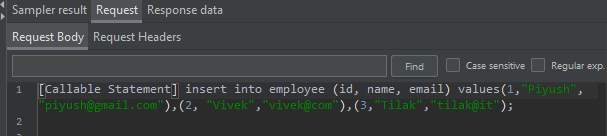 Sampler result Request Response data
Request Body Request Headers
Find Case sensitive Regular exp.
1 [Callable Statement] insert into employee (id, name, email) values(1,"Piyush",
"piyush@gmail.com"),(2, "Vivek","vivek@com"),(3,"Tilak","tilak@it");
2